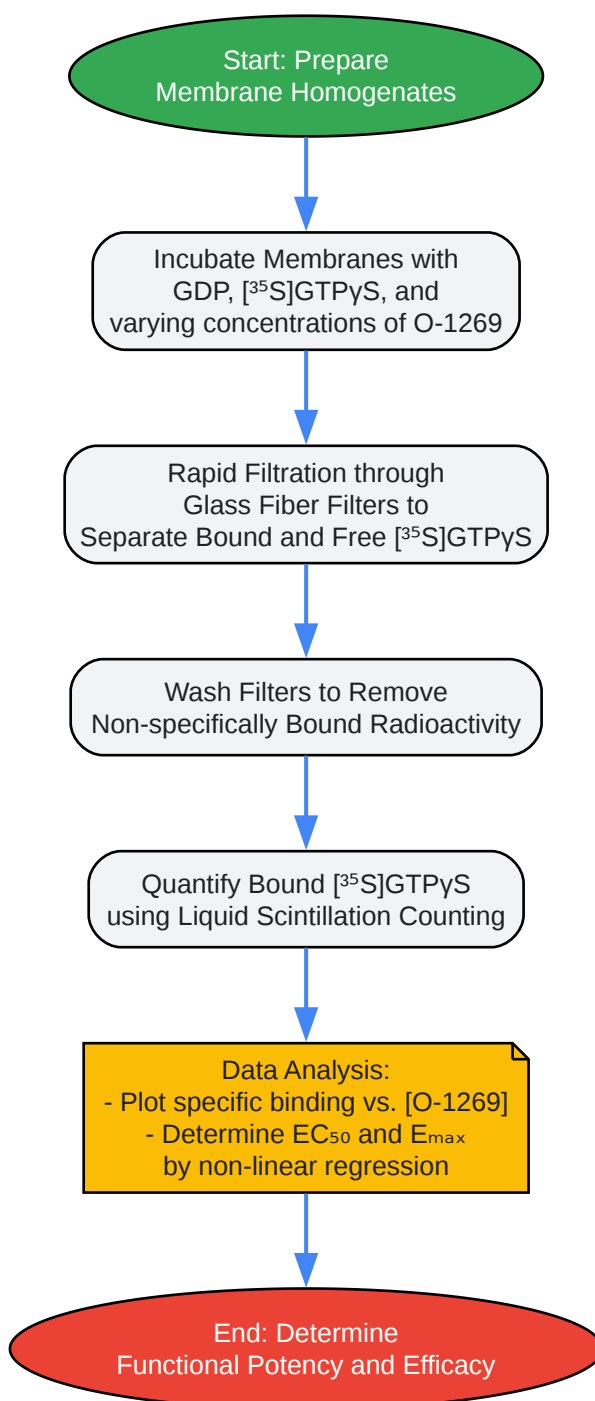 Start: Prepare
Membrane Homogenates
Incubate Membranes with
GDP, [³⁵S]GTPγS, and
varying concentrations of O-1269
Rapid Filtration through
Glass Fiber Filters to
Separate Bound and Free [³⁵S]GTPγS
Wash Filters to Remove
Non-specifically Bound Radioactivity
Quantify Bound [³⁵S]GTPγS
using Liquid Scintillation Counting
Data Analysis:
- Plot specific binding vs. [O-1269]
- Determine EC₅₀ and Eₘₐₓ
by non-linear regression
End: Determine
Functional Potency and Efficacy